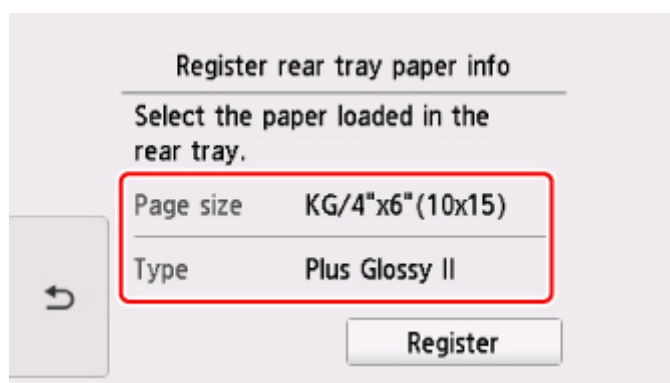 Register rear tray paper info
Select the paper loaded in the
rear tray.
Page size KG/4"x6"(10x15)
Type Plus Glossy II
Register